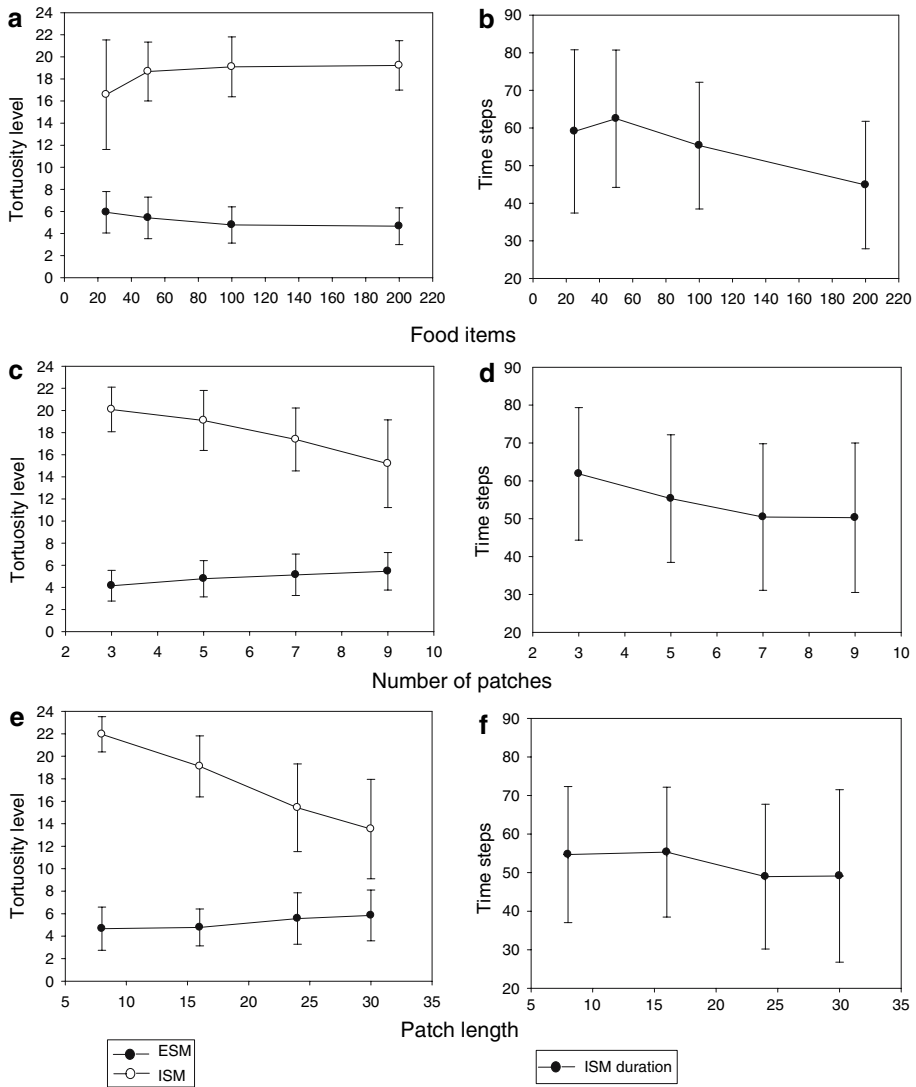 a
24
22
20
18
16
14
12
10
8
6
4
2
0
Tortuosity level
0 20 40 60 80 100 120 140 160 180 200 220
b
90
80
70
60
50
40
30
20
Time steps
0 20 40 60 80 100 120 140 160 180 200 220
Food items
c
24
22
20
18
16
14
12
10
8
6
4
2
0
Tortuosity level
2 3 4 5 6 7 8 9 10
d
90
80
70
60
50
40
30
20
Time steps
2 3 4 5 6 7 8 9 10
Number of patches
e
24
22
20
18
16
14
12
10
8
6
4
2
0
Tortuosity level
5 10 15 20 25 30 35
f
90
80
70
60
50
40
30
20
Time steps
5 10 15 20 25 30 35
Patch length
ESM
ISM
ISM duration